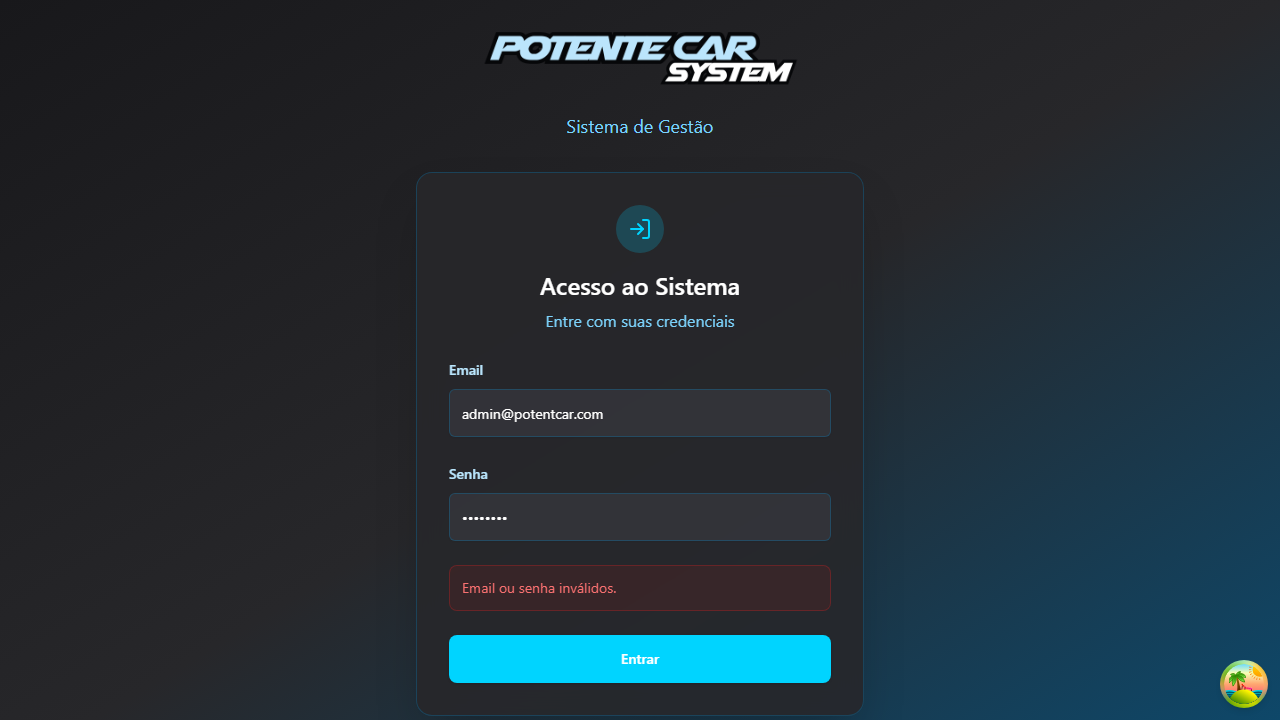 POTENTE CAR
SYSTEM
Sistema de Gestão
Acesso ao Sistema
Entre com suas credenciais
Email
admin@potentcar.com
Senha
••••••••
Email ou senha inválidos.
Entrar